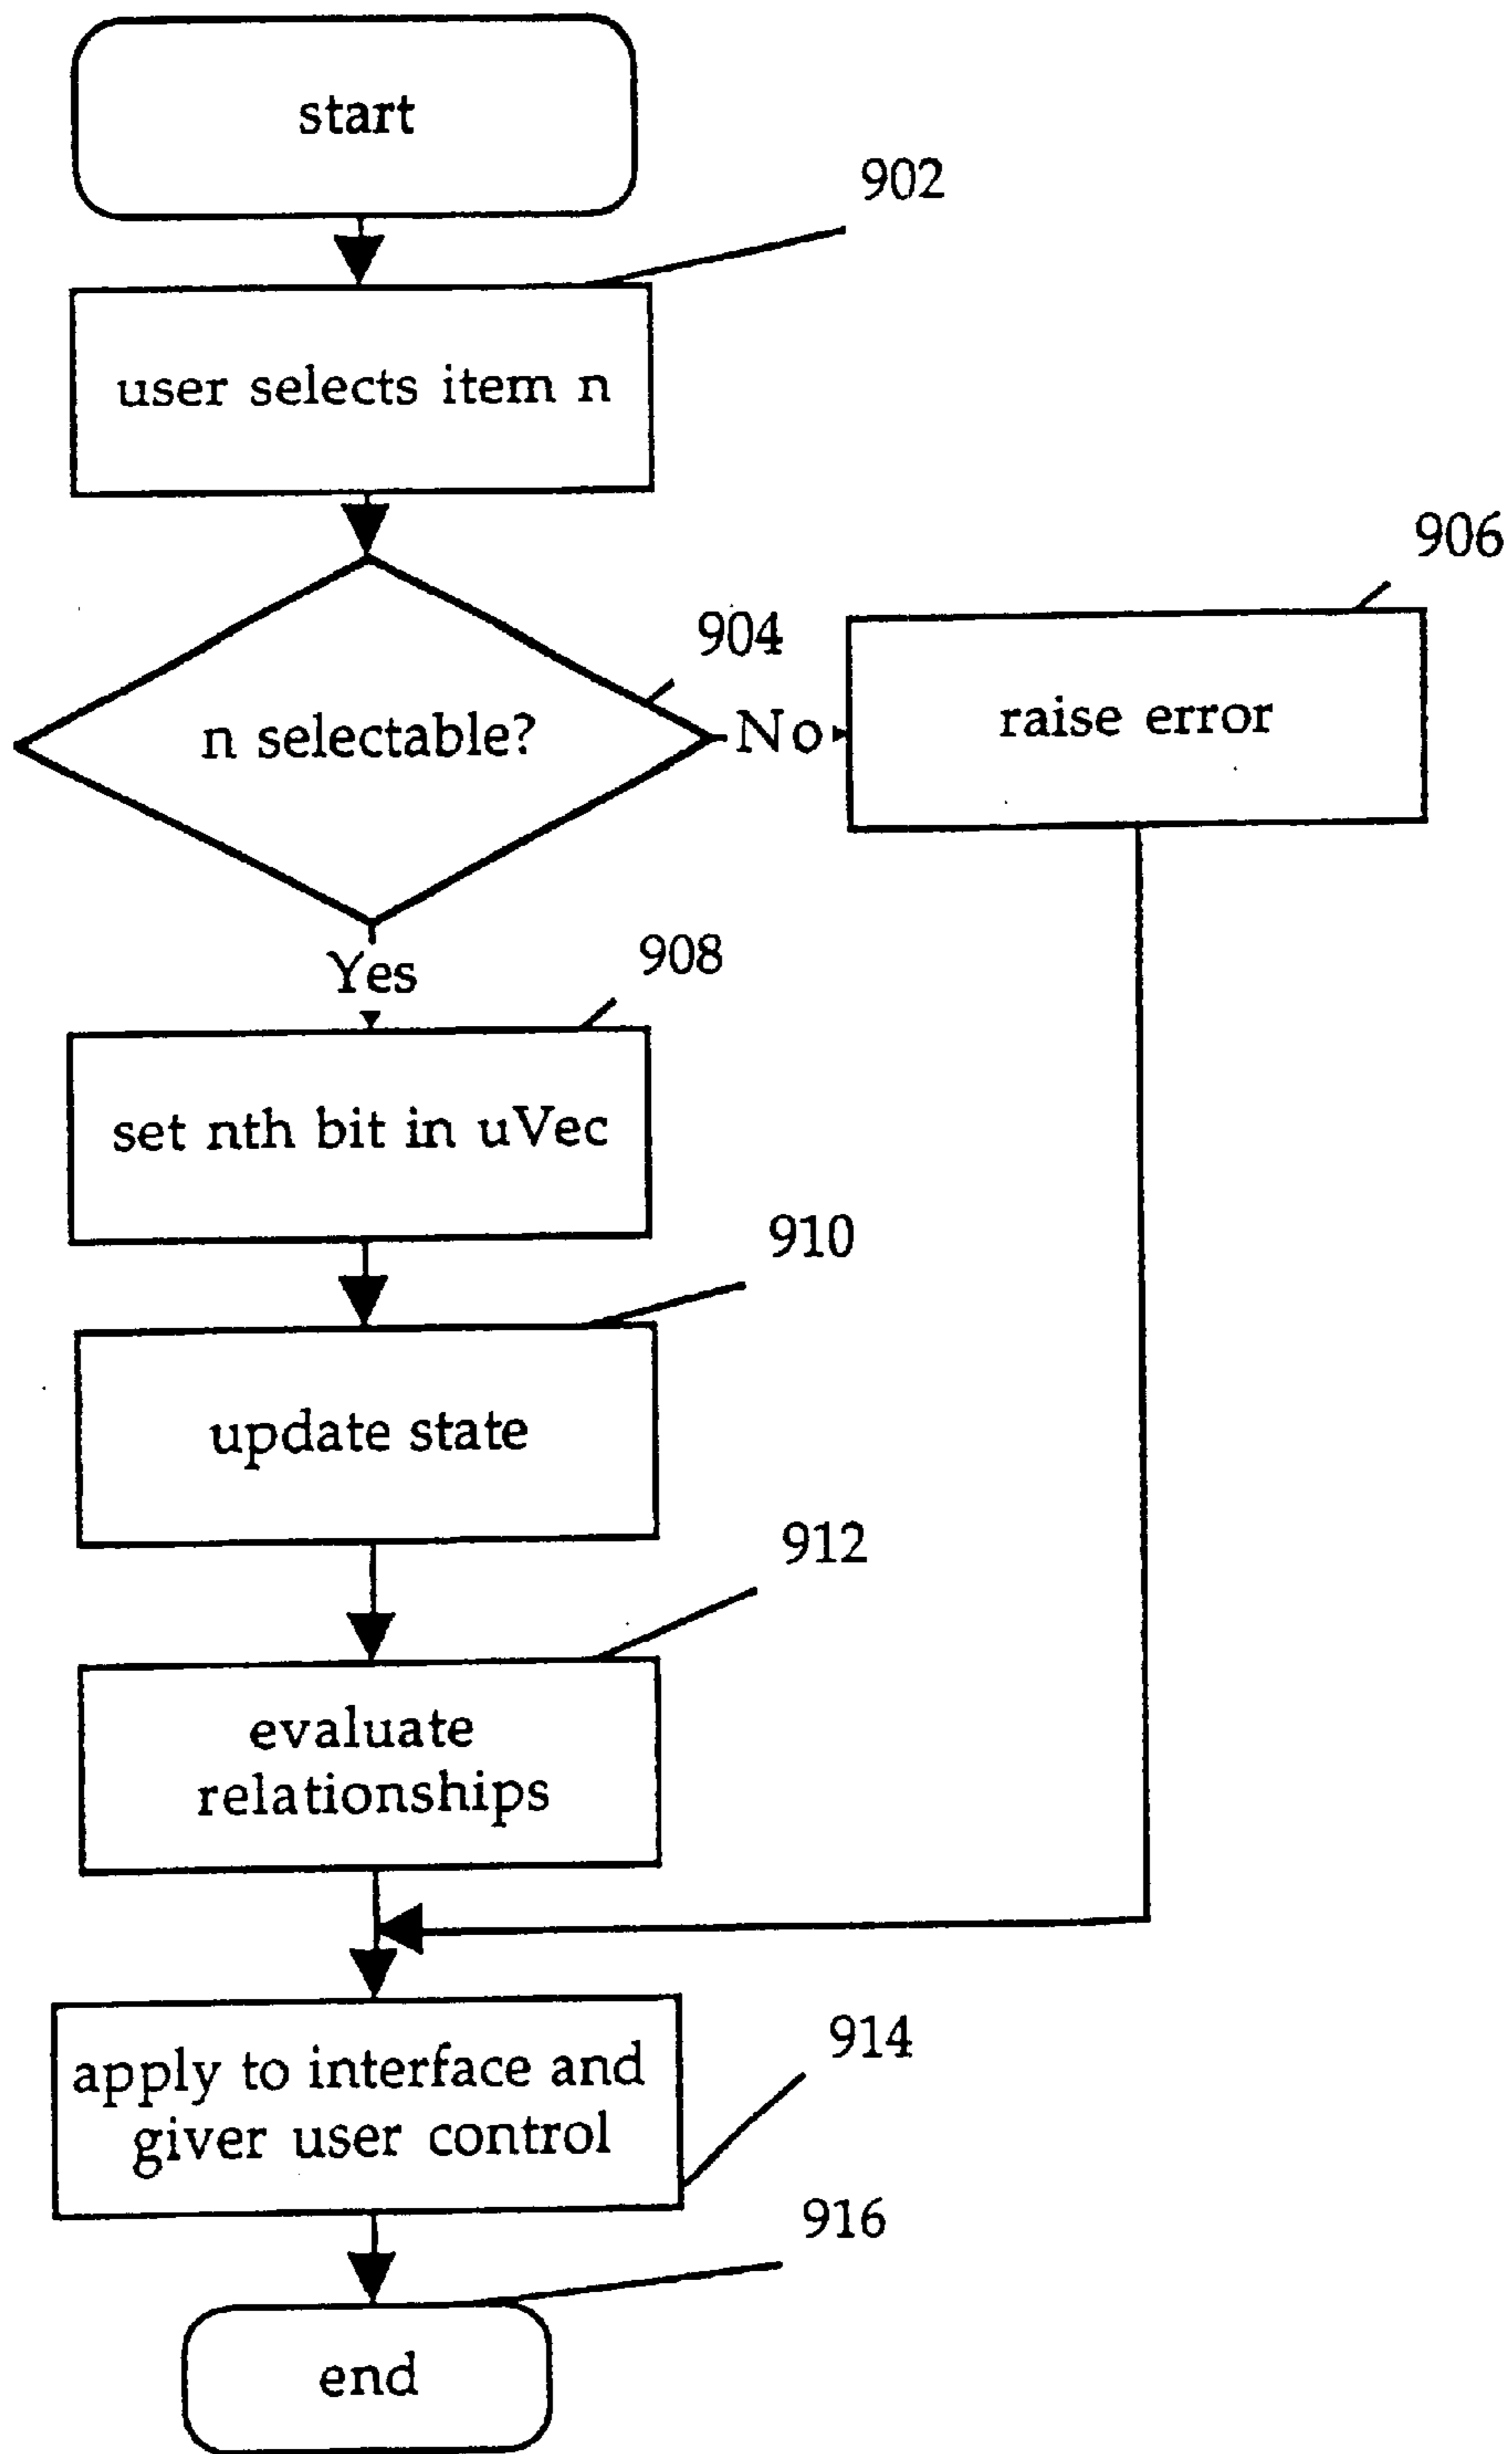 start
902
user selects item n
906
904
n selectable?
No
raise error
Yes
908
set nth bit in uVec
910
update state
912
evaluate
relationships
914
apply to interface and
giver user control
916
end